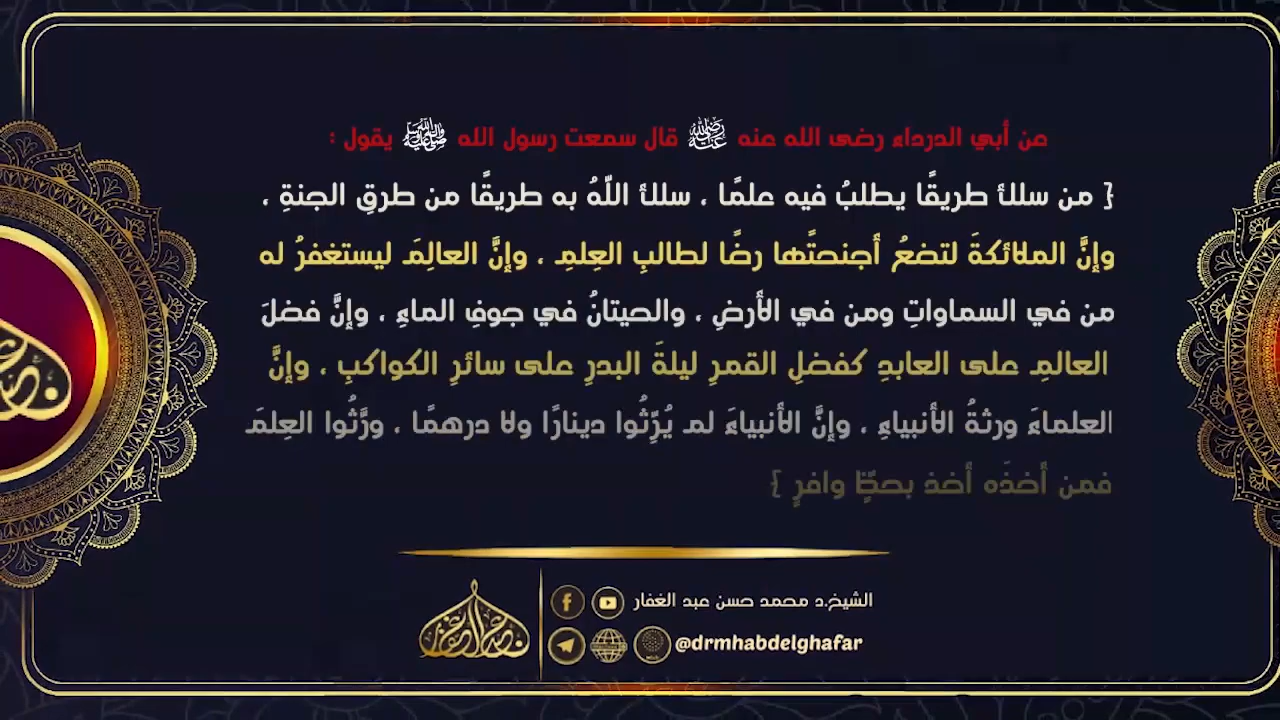 عن أبي الدرداء رضى الله عنه رضي الله عنه قال سمعت رسول الله ﷺ يقول :
{ من سلك طريقًا يطلبُ فيه علمًا ، سلك اللّهُ به طريقًا من طرقِ الجنةِ ،
وإنَّ الملائكةَ لتضعُ أجنحتَها رضًا لطالبِ العِلمِ ، وإنَّ العالِمَ ليستغفرُ له
من في السماواتِ ومن في الأرضِ ، والحيتانُ في جوفِ الماءِ ، وإنَّ فضلَ
العالمِ على العابدِ كفضلِ القمرِ ليلةَ البدرِ على سائرِ الكواكبِ ، وإنَّ
العلماءَ ورثةُ الأنبياءِ ، وإنَّ الأنبياءَ لم يُرِّثُوا دينارًا ولا درهمًا ، ورَّثُوا العِلمَ
فمن أخذَه أخذ بحظٍّ وافرٍ }
الشيخ.د محمد حسن عبد الغفار
@drmhabdelghafar